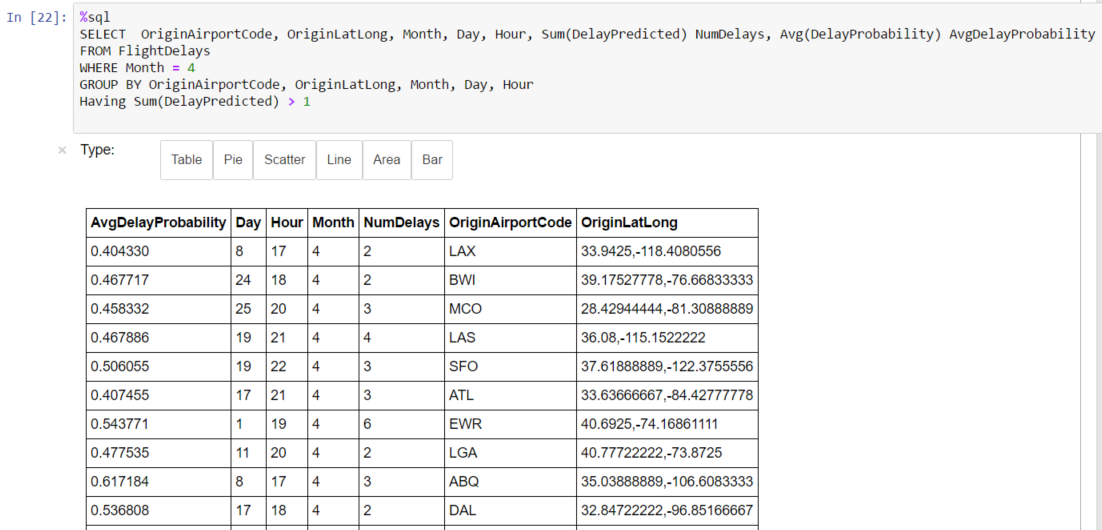 In [22]: %sql
SELECT  OriginAirportCode, OriginLatLong, Month, Day, Hour, Sum(DelayPredicted) NumDelays, Avg(DelayProbability) AvgDelayProbability
FROM FlightDelays
WHERE Month = 4
GROUP BY OriginAirportCode, OriginLatLong, Month, Day, Hour
Having Sum(DelayPredicted) > 1
× Type: Table Pie Scatter Line Area Bar
AvgDelayProbability Day Hour Month NumDelays OriginAirportCode OriginLatLong
0.404330 8 17 4 2 LAX 33.9425,-118.4080556
0.467717 24 18 4 2 BWI 39.17527778,-76.66833333
0.458332 25 20 4 3 MCO 28.42944444,-81.30888889
0.467886 19 21 4 4 LAS 36.08,-115.1522222
0.506055 19 22 4 3 SFO 37.61888889,-122.3755556
0.407455 17 21 4 3 ATL 33.63666667,-84.42777778
0.543771 1 19 4 6 EWR 40.6925,-74.16861111
0.477535 11 20 4 2 LGA 40.77722222,-73.8725
0.617184 8 17 4 3 ABQ 35.03888889,-106.6083333
0.536808 17 18 4 2 DAL 32.84722222,-96.85166667